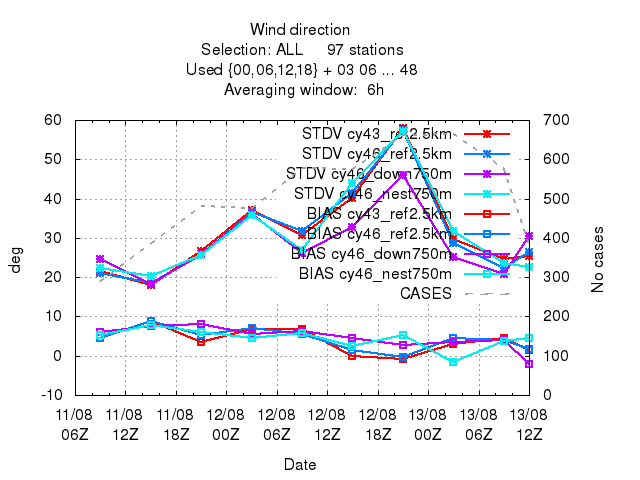 Wind direction
Selection: ALL     97 stations
Used {00,06,12,18} + 03 06 ... 48
Averaging window:  6h
60
50
40
30
20
10
0
-10
deg
700
600
500
400
300
200
100
0
No cases
STDV cy43_ref2.5km
STDV cy46_ref2.5km
STDV cy46_down750m
STDV cy46_nest750m
BIAS cy43_ref2.5km
BIAS cy46_ref2.5km
BIAS cy46_down750m
BIAS cy46_nest750m
CASES
11/08 11/08 11/08 12/08 12/08 12/08 12/08 13/08 13/08 13/08
06Z 12Z 18Z 00Z 06Z 12Z 18Z 00Z 06Z 12Z
Date